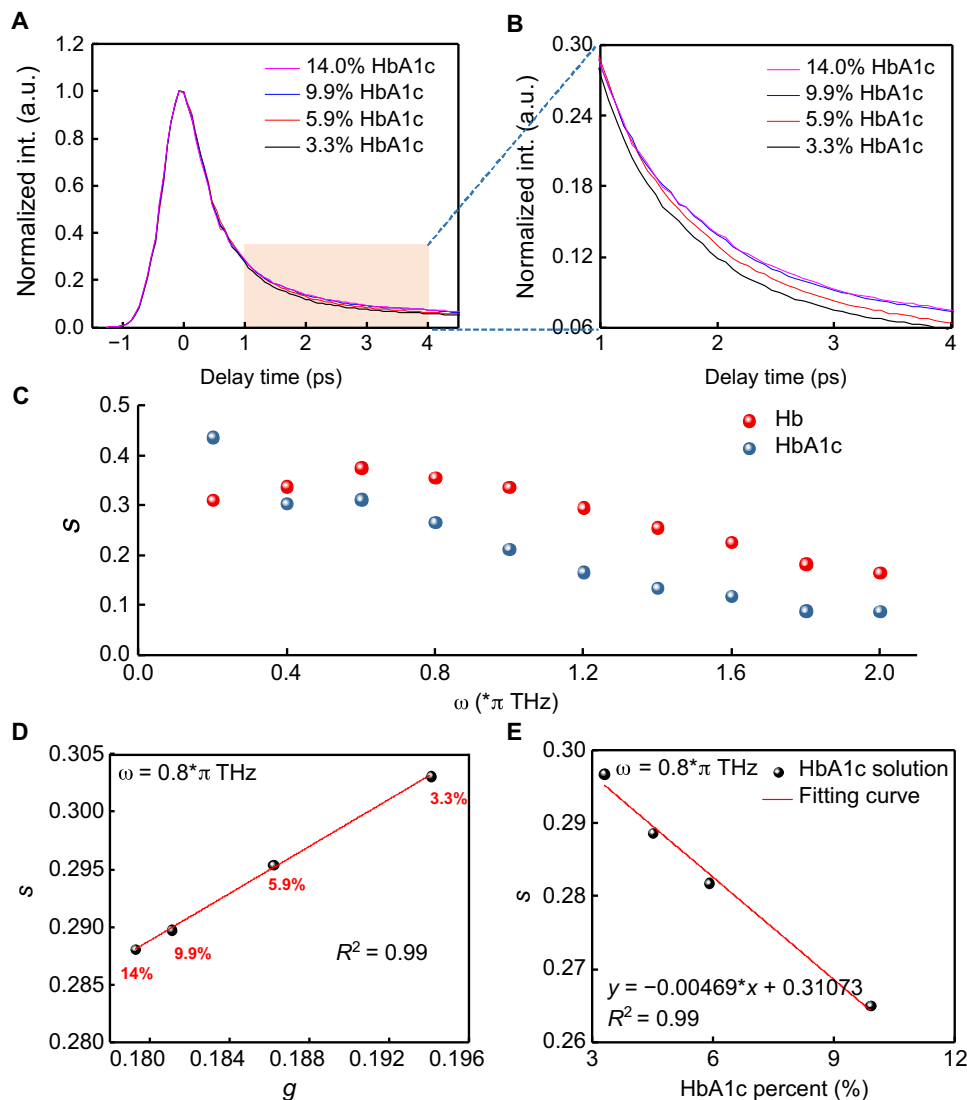 A
Normalized int. (a.u.)
1.2
1.0
0.8
0.6
0.4
0.2
0.0
14.0% HbA1c
9.9% HbA1c
5.9% HbA1c
3.3% HbA1c
−1 0 1 2 3 4
Delay time (ps)
B
Normalized int. (a.u.)
0.30
0.24
0.18
0.12
0.06
14.0% HbA1c
9.9% HbA1c
5.9% HbA1c
3.3% HbA1c
1 2 3 4
Delay time (ps)
C
s
0.5
0.4
0.3
0.2
0.1
0.0
Hb
HbA1c
0.0 0.4 0.8 1.2 1.6 2.0
ω (*π THz)
D
s
0.305
0.300
0.295
0.290
0.285
0.280
ω = 0.8*π THz
3.3%
5.9%
9.9%
14%
R² = 0.99
0.180 0.184 0.188 0.192 0.196
g
E
s
0.30
0.29
0.28
0.27
0.26
ω = 0.8*π THz
HbA1c solution
Fitting curve
y = −0.00469*x + 0.31073
R² = 0.99
3 6 9 12
HbA1c percent (%)